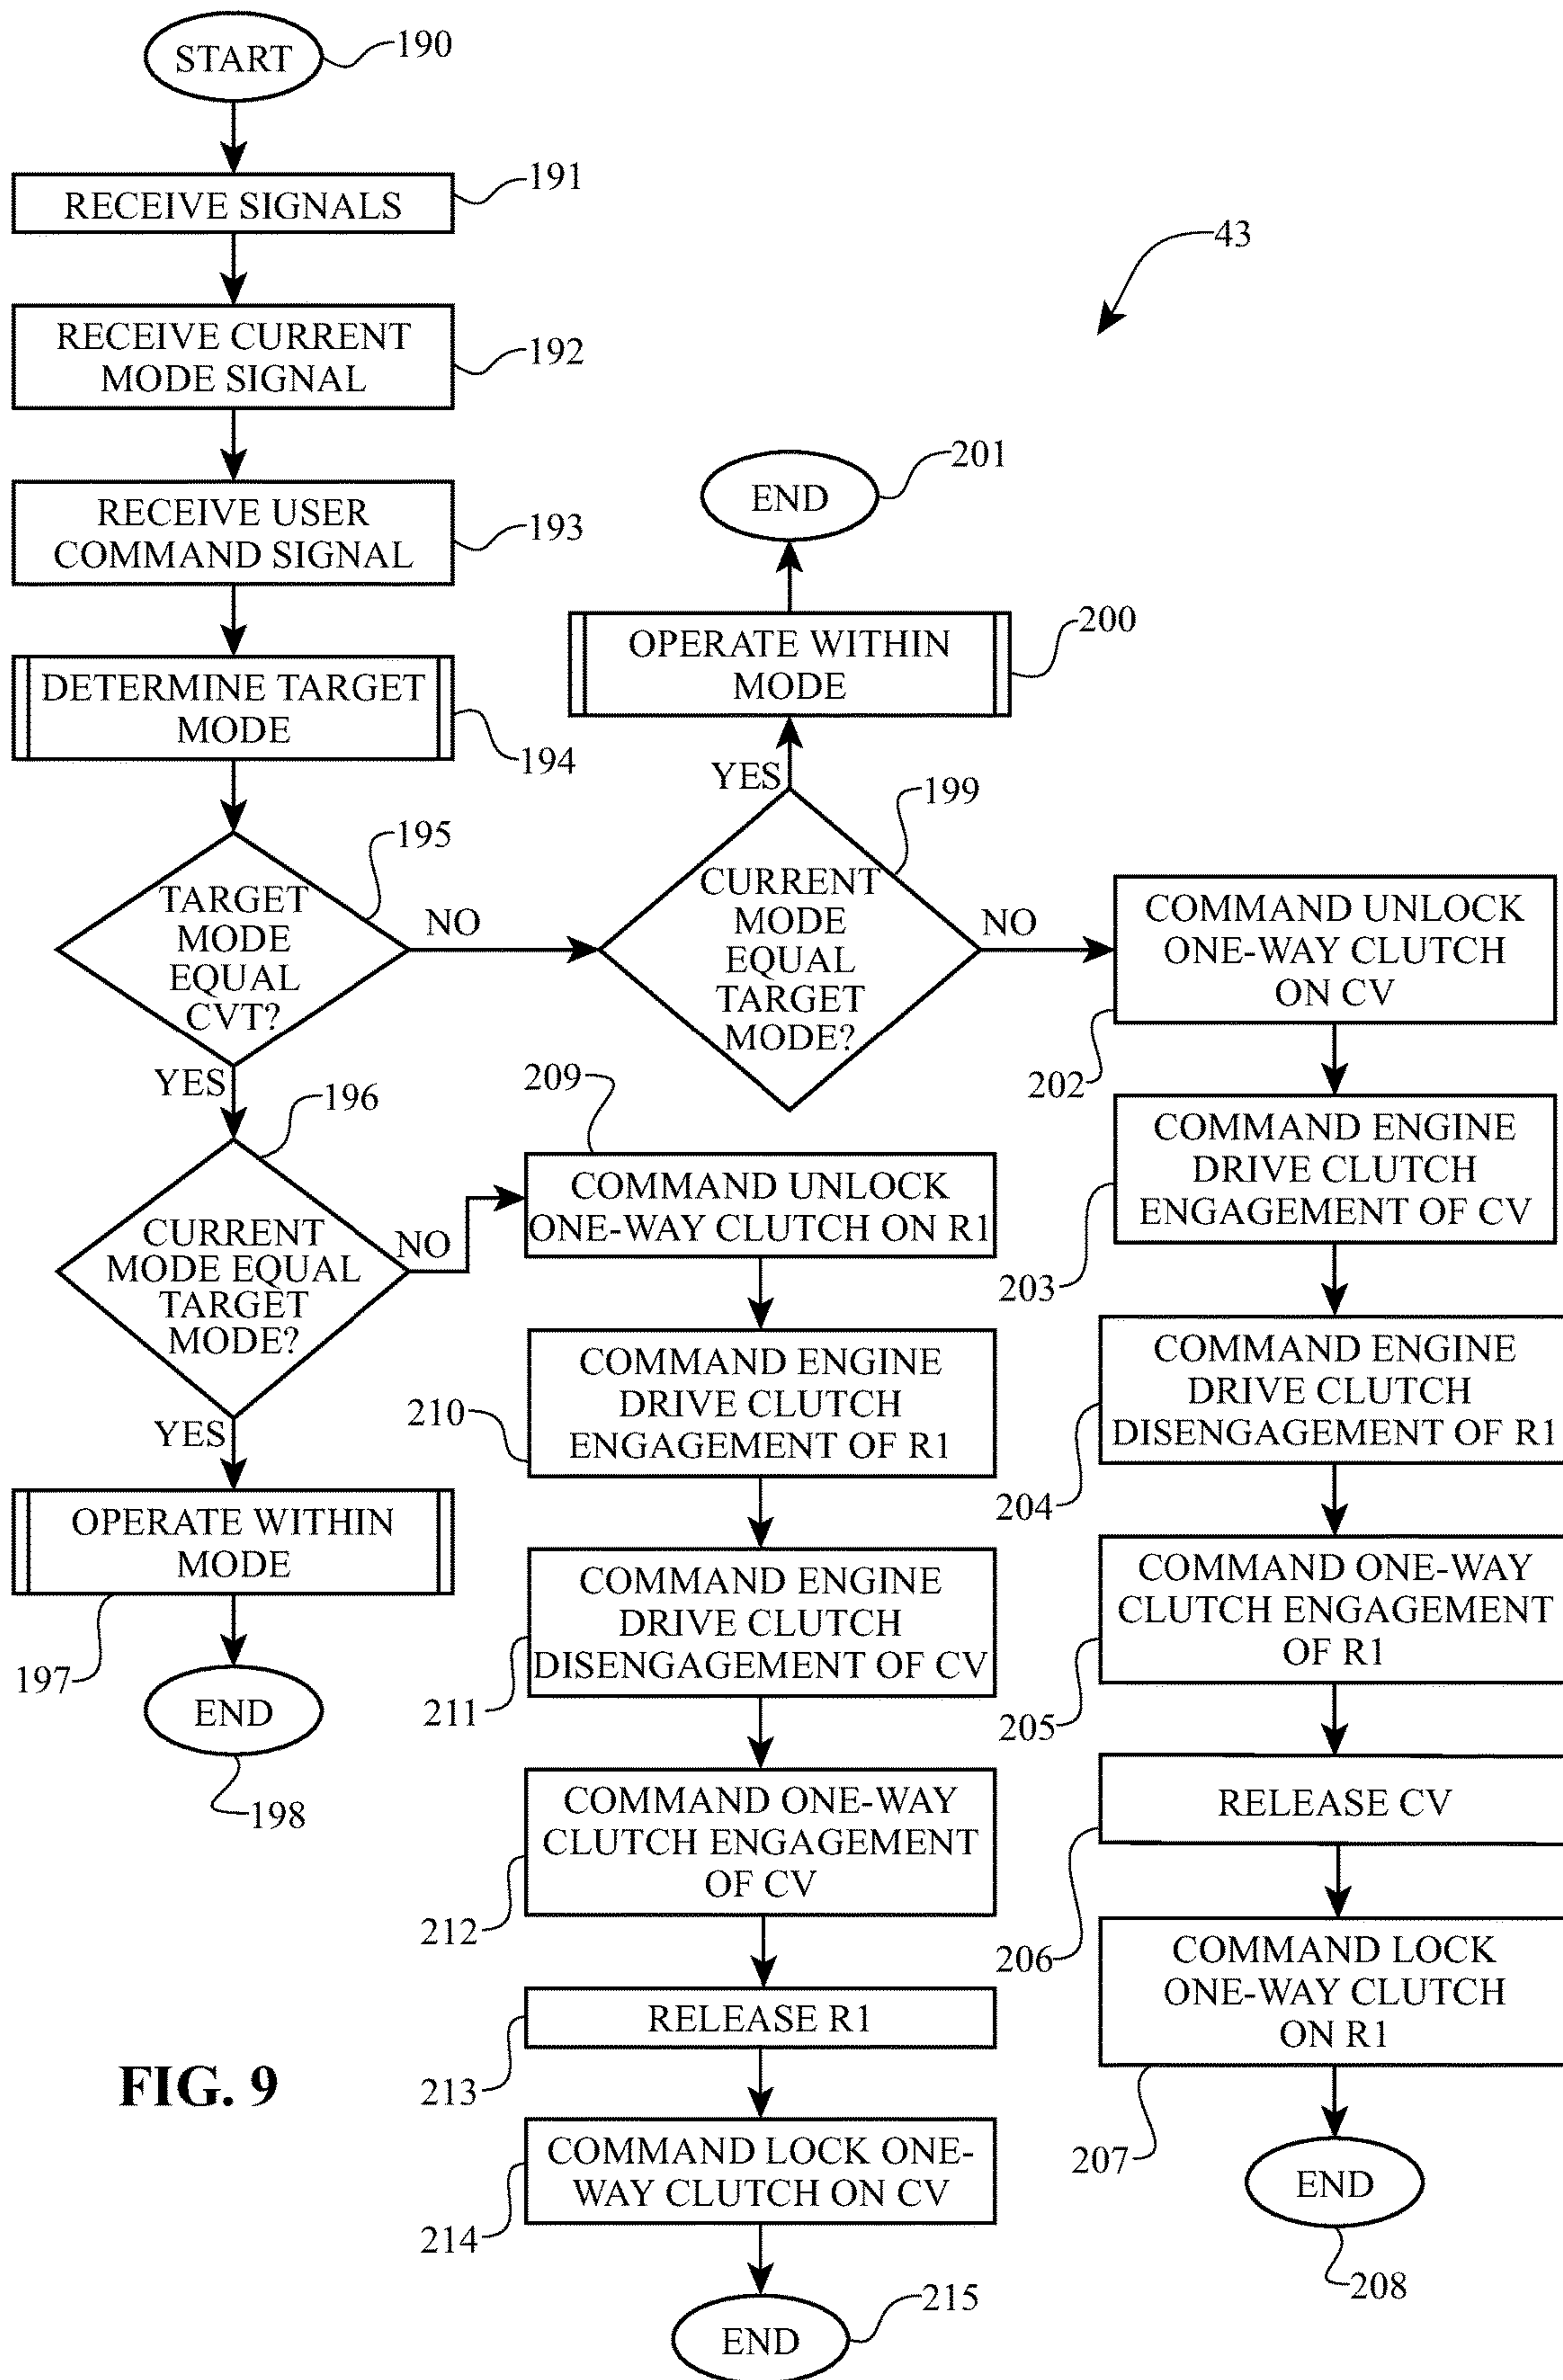 START
190
RECEIVE SIGNALS
191
43
RECEIVE CURRENT
MODE SIGNAL
192
RECEIVE USER
COMMAND SIGNAL
193
DETERMINE TARGET
MODE
194
TARGET
MODE
EQUAL
CVT?
195
NO
YES
196
CURRENT
MODE EQUAL
TARGET
MODE?
NO
YES
OPERATE WITHIN
MODE
197
END
198
END
201
OPERATE WITHIN
MODE
200
YES
199
CURRENT
MODE
EQUAL
TARGET
MODE?
NO
COMMAND UNLOCK
ONE-WAY CLUTCH
ON CV
202
COMMAND ENGINE
DRIVE CLUTCH
ENGAGEMENT OF CV
203
COMMAND ENGINE
DRIVE CLUTCH
DISENGAGEMENT OF R1
204
COMMAND ONE-WAY
CLUTCH ENGAGEMENT
OF R1
205
RELEASE CV
206
COMMAND LOCK
ONE-WAY CLUTCH
ON R1
207
END
208
209
COMMAND UNLOCK
ONE-WAY CLUTCH ON R1
COMMAND ENGINE
DRIVE CLUTCH
ENGAGEMENT OF R1
210
COMMAND ENGINE
DRIVE CLUTCH
DISENGAGEMENT OF CV
211
COMMAND ONE-WAY
CLUTCH ENGAGEMENT
OF CV
212
RELEASE R1
213
COMMAND LOCK ONE-
WAY CLUTCH ON CV
214
END
215
FIG. 9